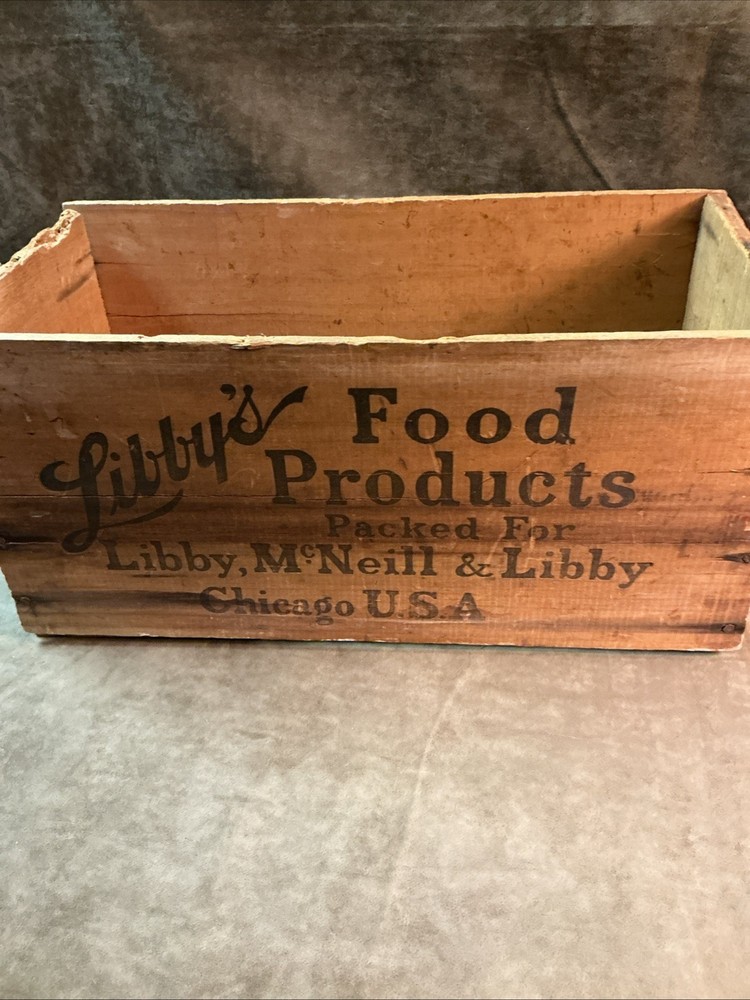 Libby's Food
Products
Packed For
Libby, McNeill & Libby
Chicago U.S.A